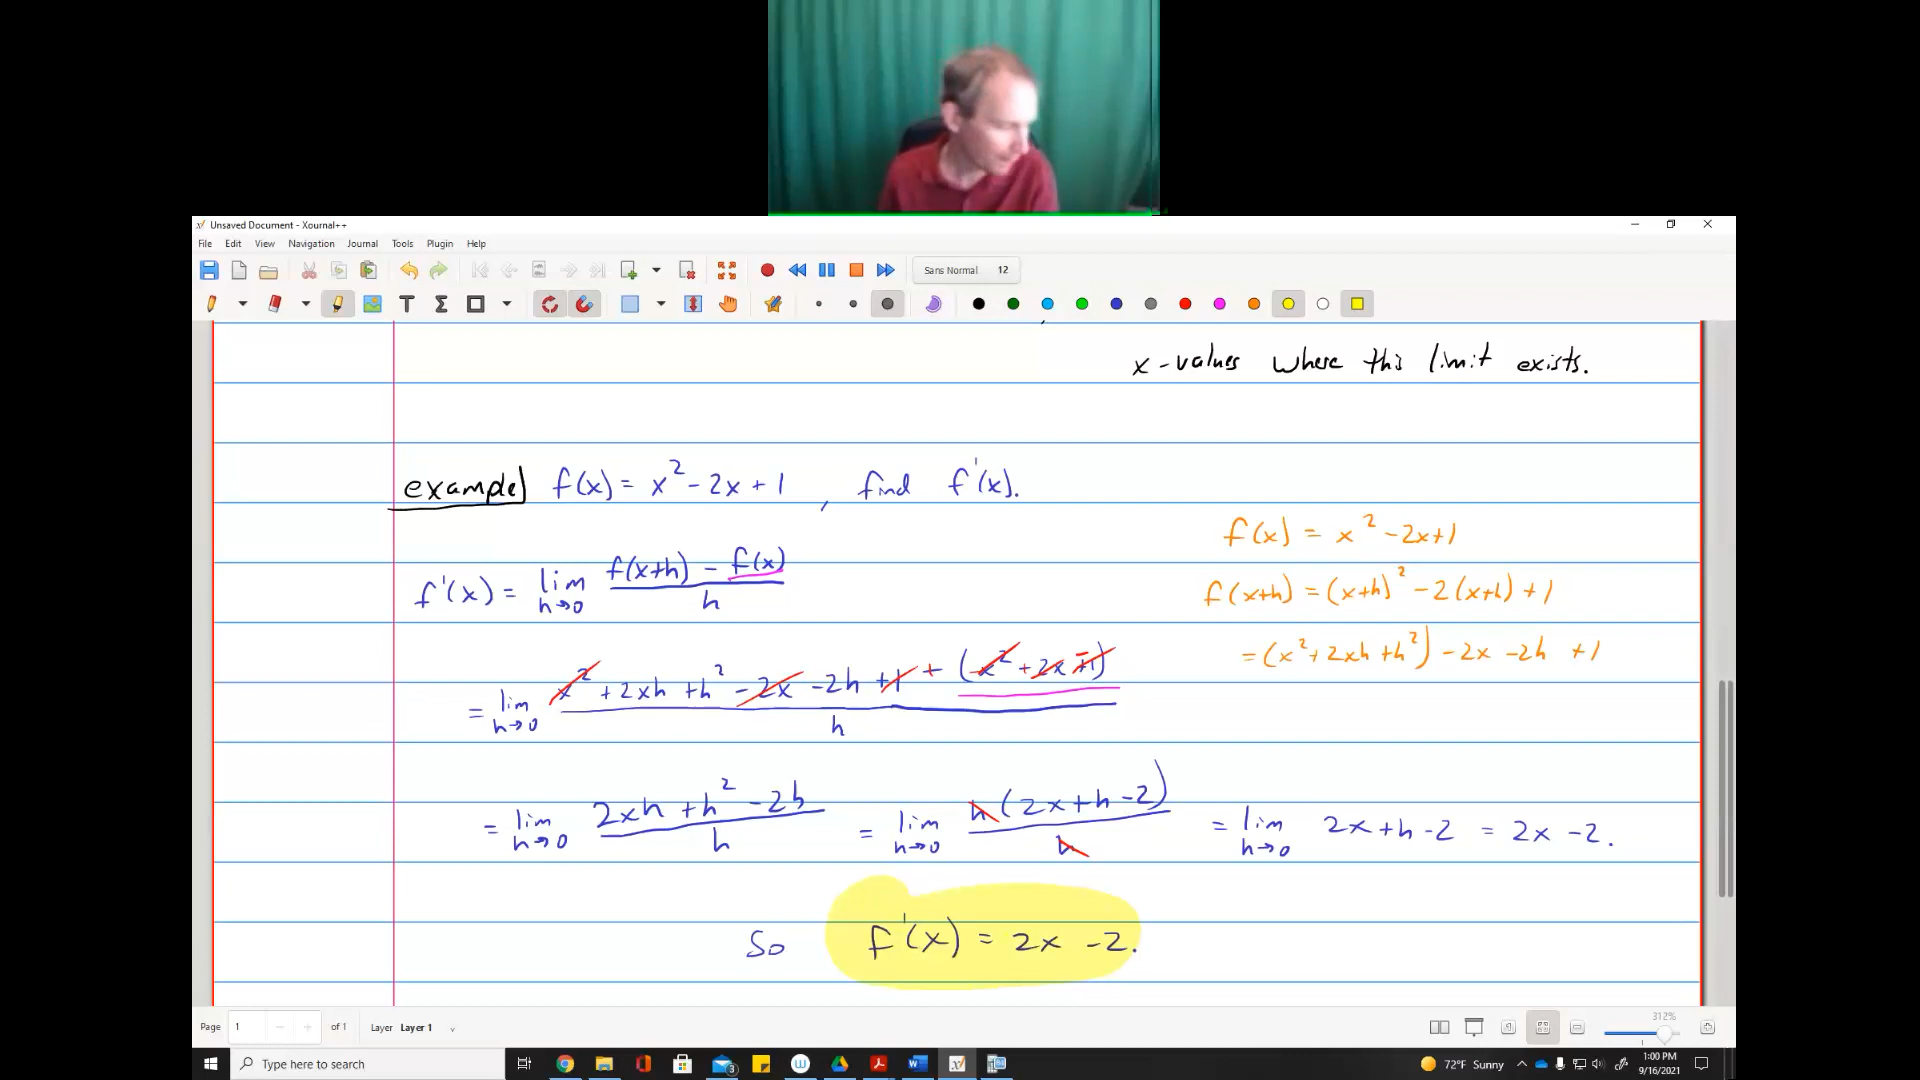 Unsaved Document - Xournal++
File Edit View Navigation Journal Tools Plugin Help
Sans Normal 12
x-values where this limit exists.
example f(x) = x² - 2x + 1 , find f'(x).
f(x) = x² - 2x + 1
f'(x) = lim h→0 f(x+h) - f(x) / h
f(x+h) = (x+h)² - 2(x+h) + 1
= (x² + 2xh + h²) - 2x - 2h + 1
= lim h→0 x² + 2xh + h² - 2x - 2h + 1 + (-x² + 2x - 1) / h
= lim h→0 2xh + h² - 2h / h = lim h→0 h(2x + h - 2) / h = lim h→0 2x + h - 2 = 2x - 2.
So f'(x) = 2x - 2.
Page 1 of 1 Layer Layer 1
312%
Type here to search
3
72°F Sunny
1:00 PM
9/16/2021